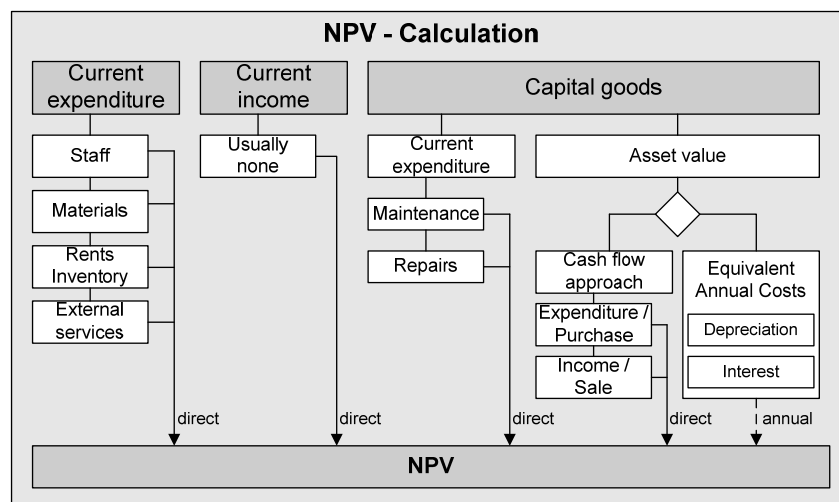 NPV - Calculation
Current
expenditure
Current
income
Capital goods
Staff
Materials
Rents
Inventory
External
services
Usually
none
Current
expenditure
Maintenance
Repairs
Asset value
Cash flow
approach
Expenditure /
Purchase
Income /
Sale
Equivalent
Annual Costs
Depreciation
Interest
direct
direct
direct
direct
annual
NPV